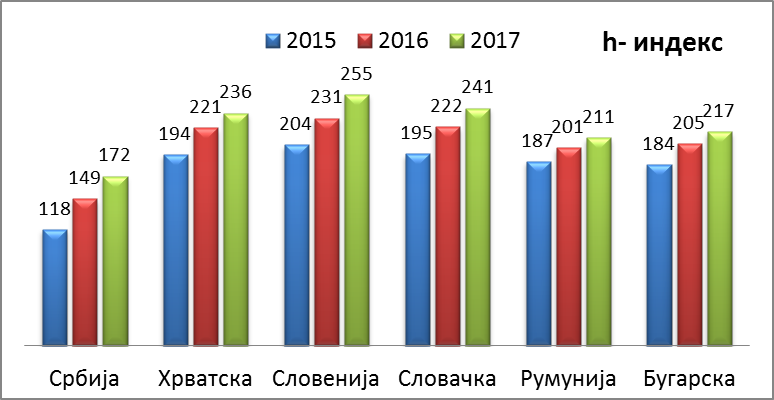 2015 2016 2017
h- индекс
118 149 172
194 221 236
204 231 255
195 222 241
187 201 211
184 205 217
Србија Хрватска Словенија Словачка Румунија Бугарска